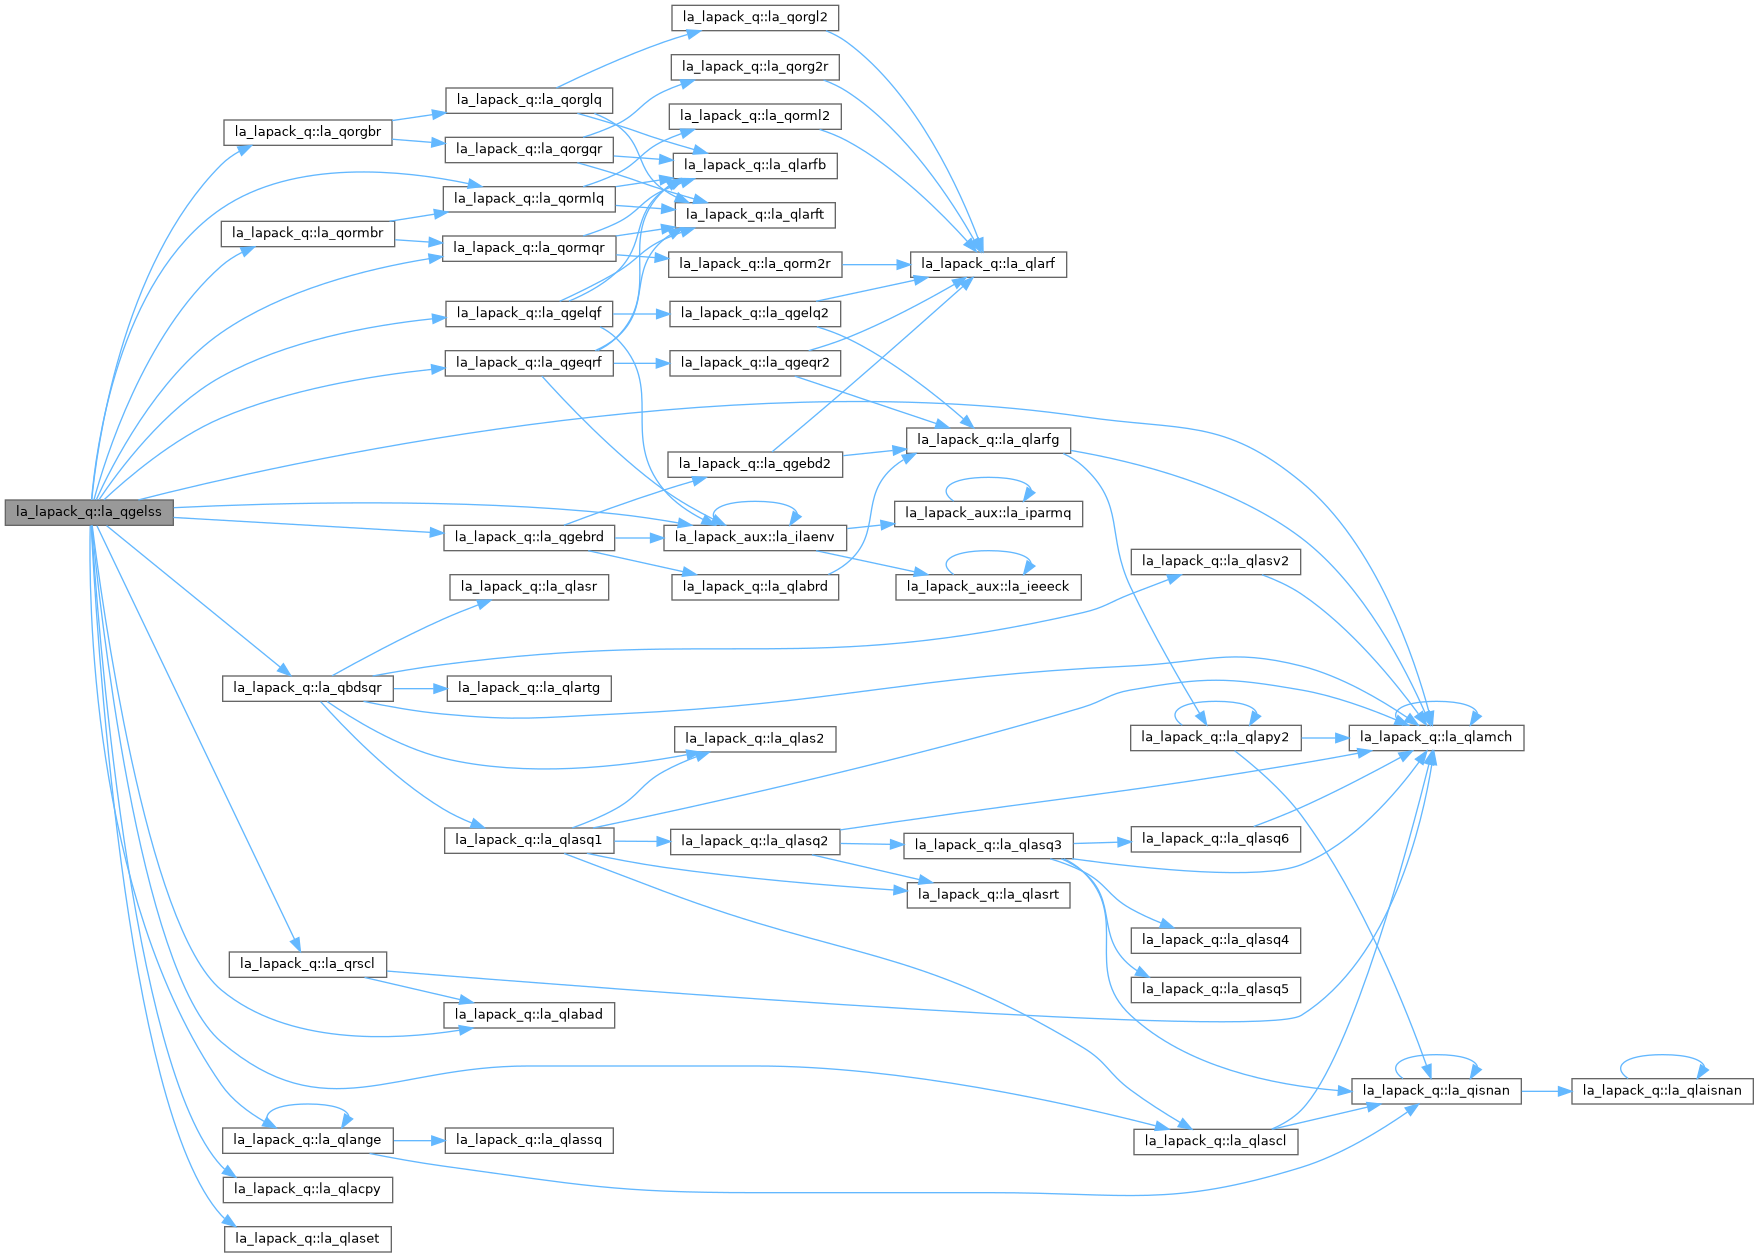 la_lapack_q::la_qorgl2
la_lapack_q::la_qorg2r
la_lapack_q::la_qorglq
la_lapack_q::la_qorml2
la_lapack_q::la_qorgbr
la_lapack_q::la_qorgqr
la_lapack_q::la_qlarfb
la_lapack_q::la_qormlq
la_lapack_q::la_qlarft
la_lapack_q::la_qormbr
la_lapack_q::la_qormqr
la_lapack_q::la_qorm2r
la_lapack_q::la_qlarf
la_lapack_q::la_qgelqf
la_lapack_q::la_qgelq2
la_lapack_q::la_qgeqrf
la_lapack_q::la_qgeqr2
la_lapack_q::la_qlarfg
la_lapack_q::la_qgebd2
la_lapack_q::la_qgelss
la_lapack_aux::la_iparmq
la_lapack_q::la_qgebrd
la_lapack_aux::la_ilaenv
la_lapack_q::la_qlasv2
la_lapack_q::la_qlasr
la_lapack_q::la_qlabrd
la_lapack_aux::la_ieeeck
la_lapack_q::la_qbdsqr
la_lapack_q::la_qlartg
la_lapack_q::la_qlas2
la_lapack_q::la_qlapy2
la_lapack_q::la_qlamch
la_lapack_q::la_qlasq1
la_lapack_q::la_qlasq2
la_lapack_q::la_qlasq3
la_lapack_q::la_qlasq6
la_lapack_q::la_qlasrt
la_lapack_q::la_qlasq4
la_lapack_q::la_qrscl
la_lapack_q::la_qlasq5
la_lapack_q::la_qlabad
la_lapack_q::la_qisnan
la_lapack_q::la_qlaisnan
la_lapack_q::la_qlange
la_lapack_q::la_qlassq
la_lapack_q::la_qlascl
la_lapack_q::la_qlacpy
la_lapack_q::la_qlaset